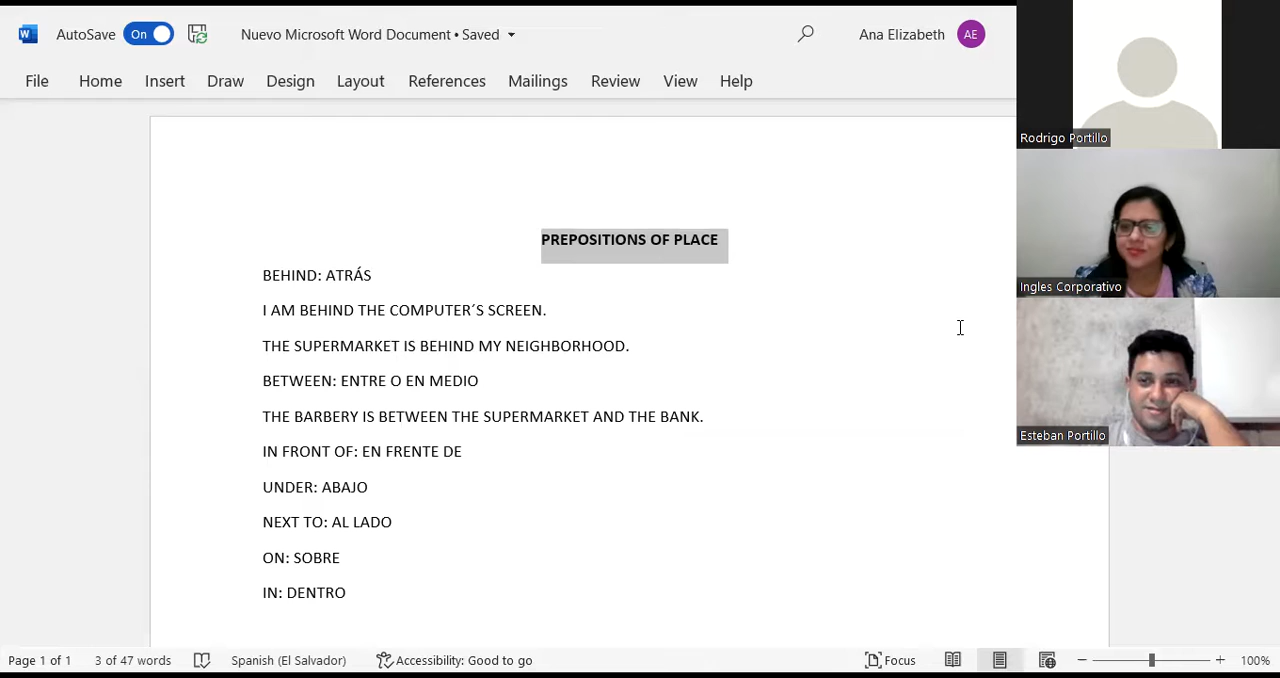 AutoSave On Nuevo Microsoft Word Document • Saved Ana Elizabeth AE
File Home Insert Draw Design Layout References Mailings Review View Help
Rodrigo Portillo
Ingles Corporativo
Esteban Portillo
PREPOSITIONS OF PLACE
BEHIND: ATRÁS
I AM BEHIND THE COMPUTER´S SCREEN.
THE SUPERMARKET IS BEHIND MY NEIGHBORHOOD.
BETWEEN: ENTRE O EN MEDIO
THE BARBERY IS BETWEEN THE SUPERMARKET AND THE BANK.
IN FRONT OF: EN FRENTE DE
UNDER: ABAJO
NEXT TO: AL LADO
ON: SOBRE
IN: DENTRO
Page 1 of 1 3 of 47 words Spanish (El Salvador) Accessibility: Good to go Focus 100%